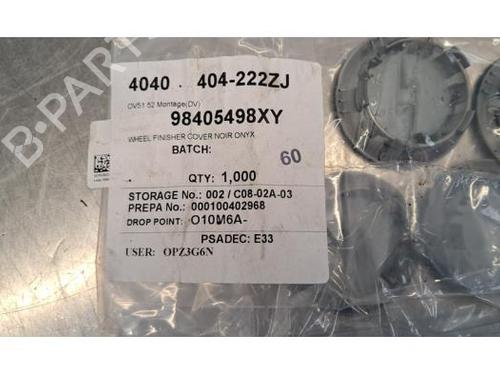 4040 . 404-222ZJ
OV51 52 Montage(DV)
98405498XY
WHEEL FINISHER COVER NOIR ONYX
BATCH:
60
QTY: 1,000
STORAGE No.: 002 / C08-02A-03
PREPA No.: 000100402968
DROP POINT: O10M6A-
PSADEC: E33
USER: OPZ3G6N
B-PARTS